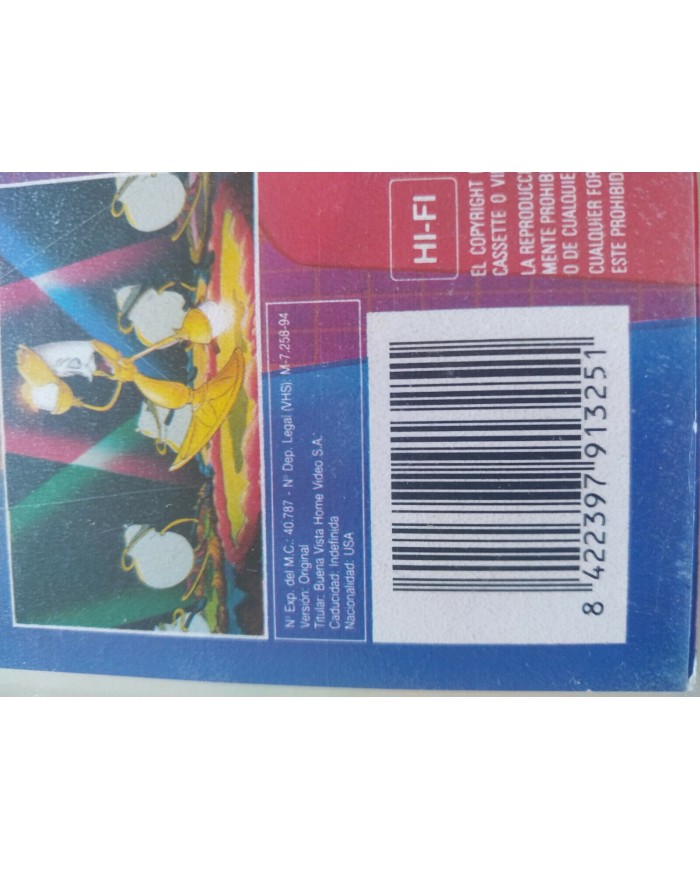 HI-FI
EL COPYRIGHT
CASSETTE O VI
LA REPRODUCCI
MENTE PROHIB
O DE CUALQUIE
CUALQUIER FOR
ESTE PROHIBID
Nº Exp. del M.C.: 40.787 - Nº Dep. Legal (VHS): M-7.258-94
Versión: Original
Titular: Buena Vista Home Video S.A.
Caducidad: Indefinida
Nacionalidad: USA
8 422397 913251